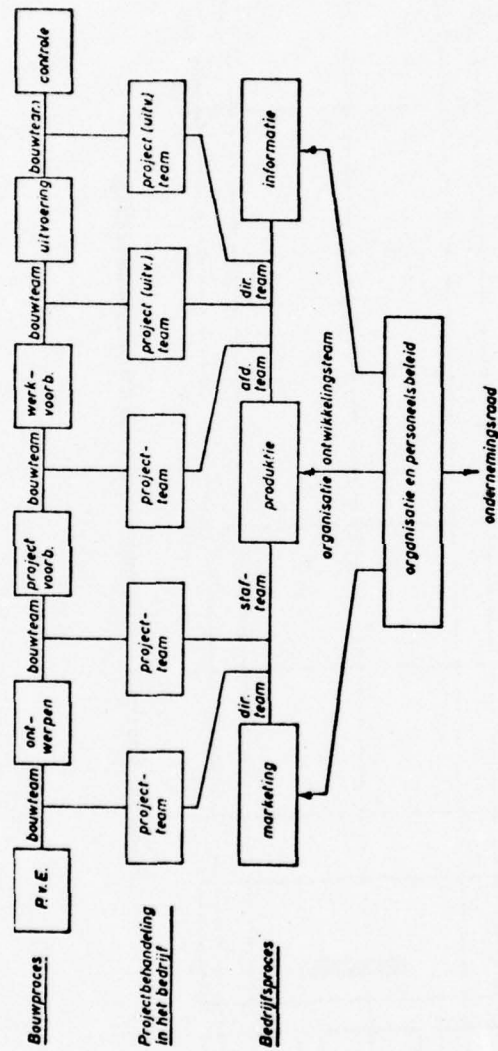 Bouwproces
P.v.E.
bouwteam
ont-
werpen
bouwteam
project
voorb.
bouwteam
werk-
voorb.
bouwteam
uitvoering
bouwteam
controle
Projectbehandeling
in het bedrijf
project-
team
project-
team
project-
team
project (uitv.)
team
project (uitv.)
team
Bedrijfsproces
marketing
dir.
team
staf-
team
produktie
afd.
team
dir.
team
informatie
organisatie ontwikkelingsteam
organisatie en personeelsbeleid
ondernemingsraad